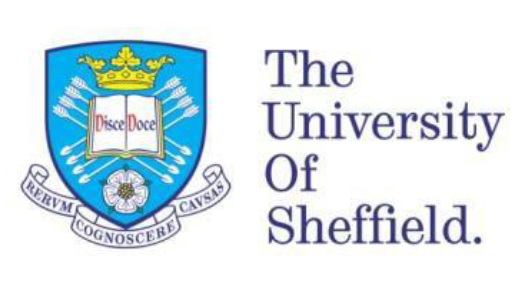 Disce Doce
RERVM
COGNOSCERE
CAVSAS
The
University
Of
Sheffield.